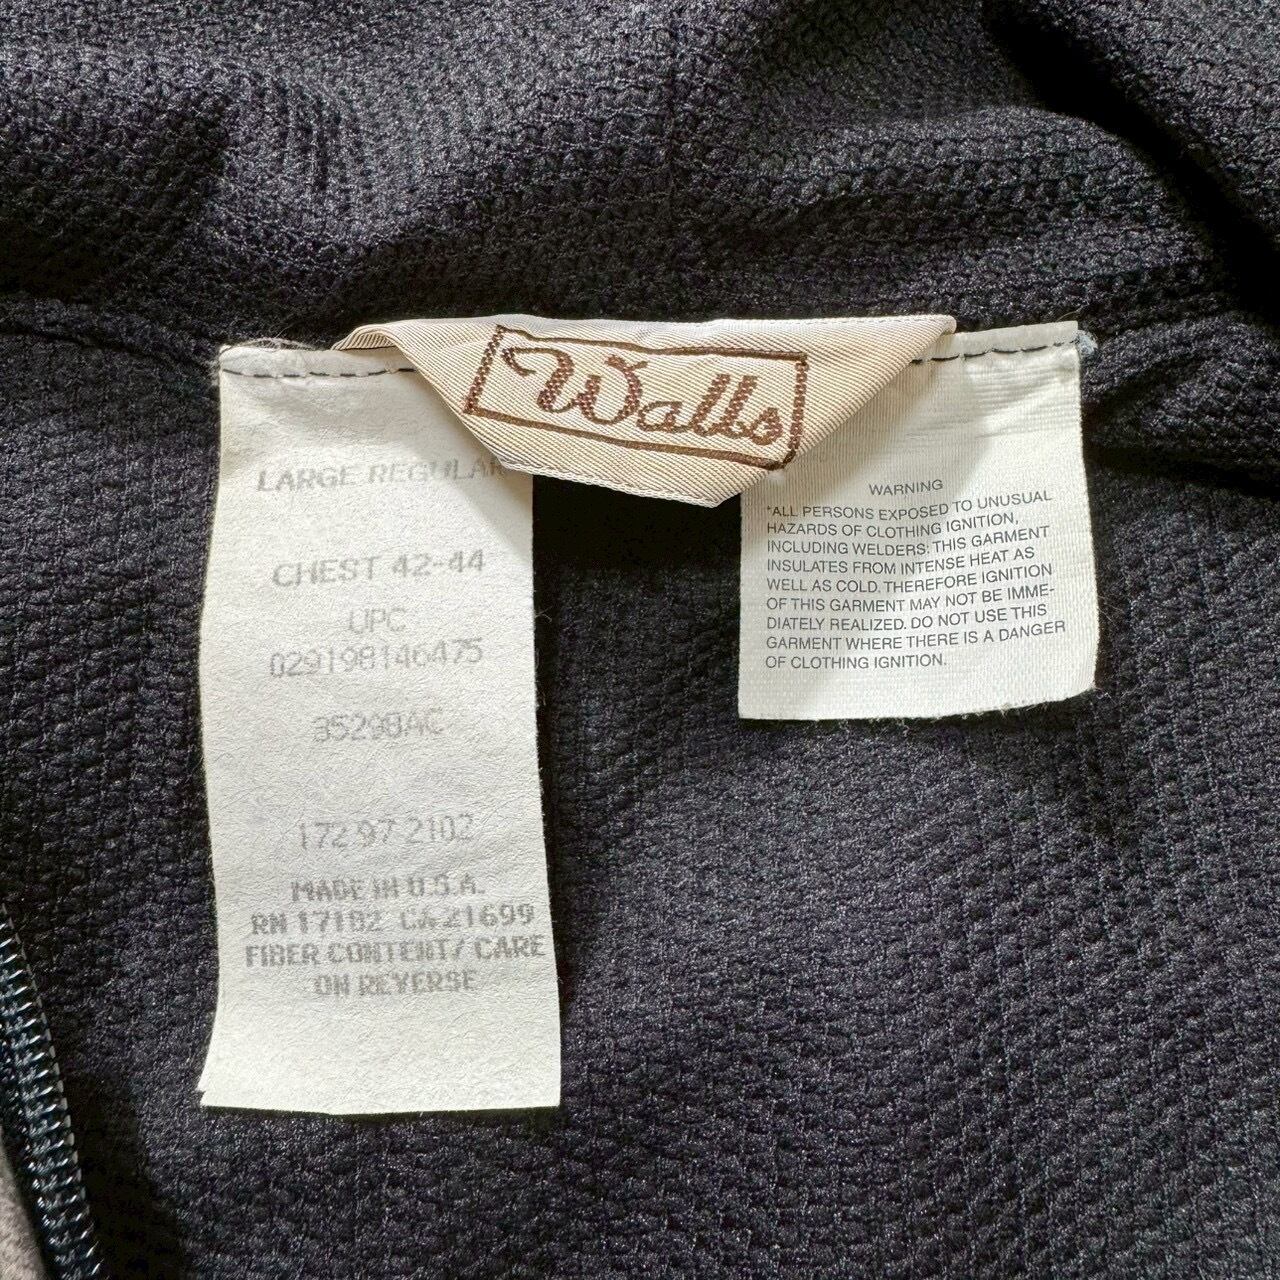 Walls
LARGE REGULAR
CHEST 42-44
UPC
029198146475
35298AC
172 97 2102
MADE IN U.S.A.
RN 17102 CA 21699
FIBER CONTENT/ CARE
ON REVERSE
WARNING
*ALL PERSONS EXPOSED TO UNUSUAL
HAZARDS OF CLOTHING IGNITION,
INCLUDING WELDERS: THIS GARMENT
INSULATES FROM INTENSE HEAT AS
WELL AS COLD. THEREFORE IGNITION
OF THIS GARMENT MAY NOT BE IMME-
DIATELY REALIZED. DO NOT USE THIS
GARMENT WHERE THERE IS A DANGER
OF CLOTHING IGNITION.